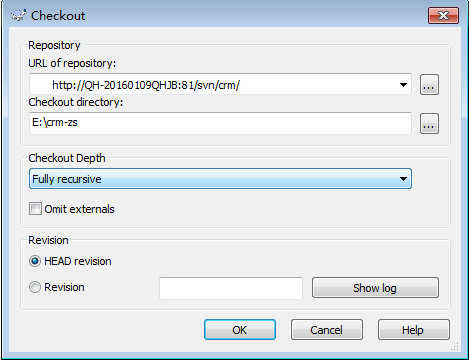 Checkout
Repository
URL of repository:
http://QH-20160109QHJB:81/svn/crm/
...
Checkout directory:
E:\crm-zs
...
Checkout Depth
Fully recursive
Omit externals
Revision
HEAD revision
Revision
Show log
OK
Cancel
Help